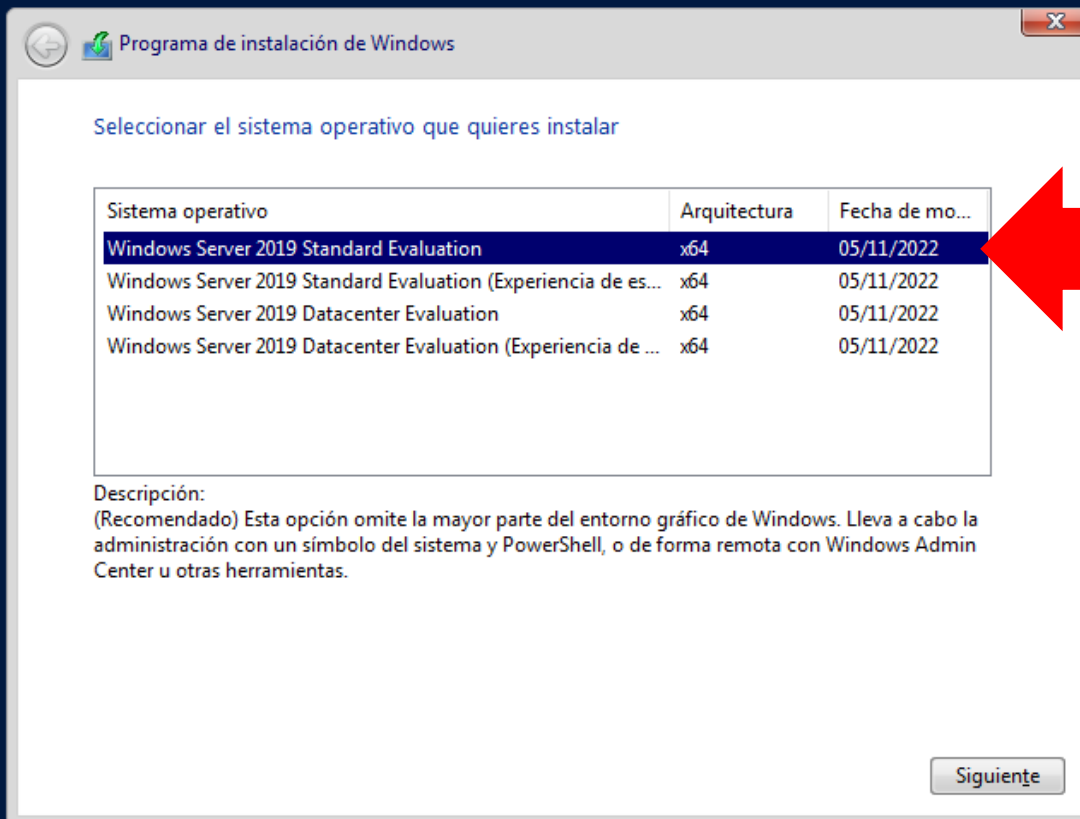 Programa de instalación de Windows
Seleccionar el sistema operativo que quieres instalar
Sistema operativo Arquitectura Fecha de mo...
Windows Server 2019 Standard Evaluation x64 05/11/2022
Windows Server 2019 Standard Evaluation (Experiencia de es... x64 05/11/2022
Windows Server 2019 Datacenter Evaluation x64 05/11/2022
Windows Server 2019 Datacenter Evaluation (Experiencia de ... x64 05/11/2022
Descripción:
(Recomendado) Esta opción omite la mayor parte del entorno gráfico de Windows. Lleva a cabo la
administración con un símbolo del sistema y PowerShell, o de forma remota con Windows Admin
Center u otras herramientas.
Siguiente